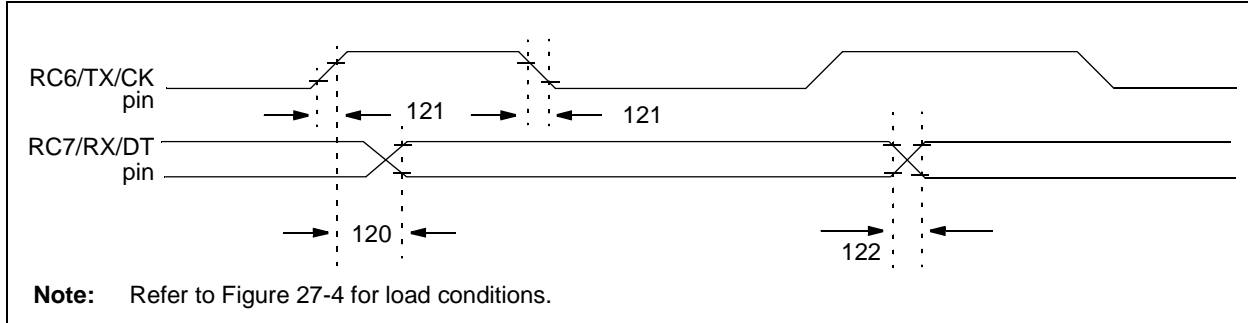 RC6/TX/CK
pin
121
121
RC7/RX/DT
pin
120
122
Note: Refer to Figure 27-4 for load conditions.